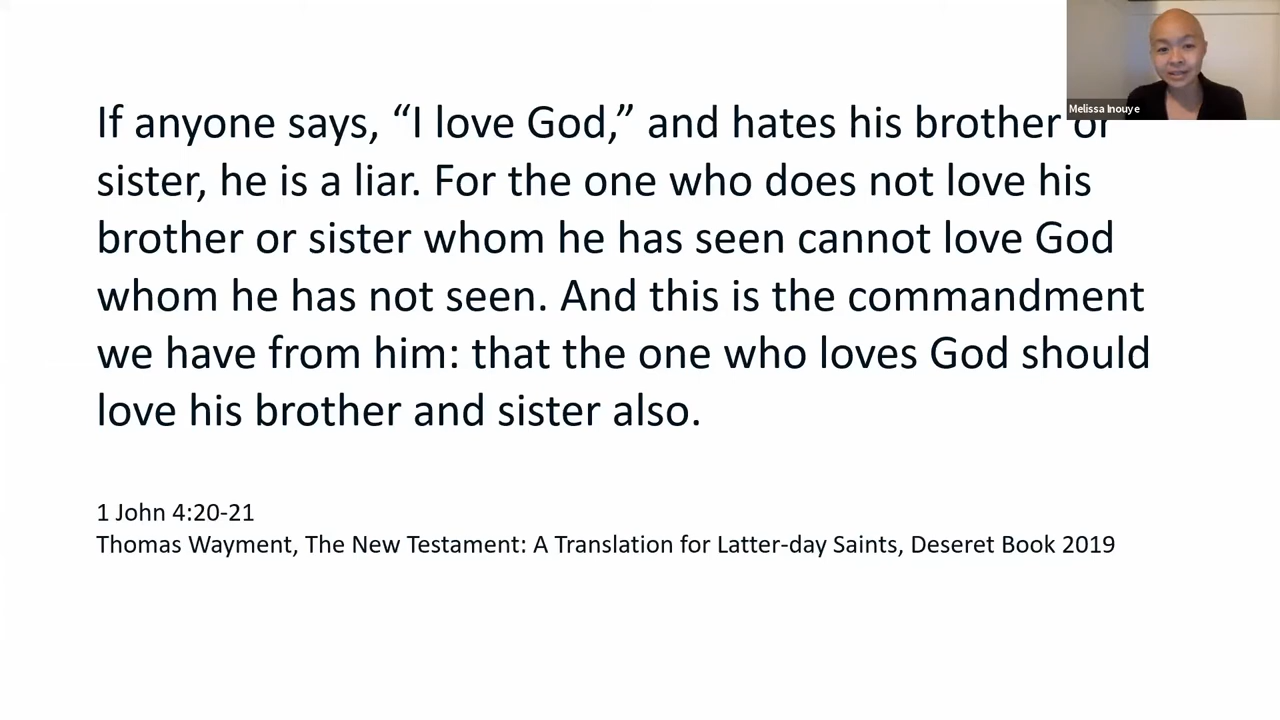 If anyone says, “I love God,” and hates his brother or
sister, he is a liar. For the one who does not love his
brother or sister whom he has seen cannot love God
whom he has not seen. And this is the commandment
we have from him: that the one who loves God should
love his brother and sister also.
1 John 4:20-21
Thomas Wayment, The New Testament: A Translation for Latter-day Saints, Deseret Book 2019
Melissa Inouye